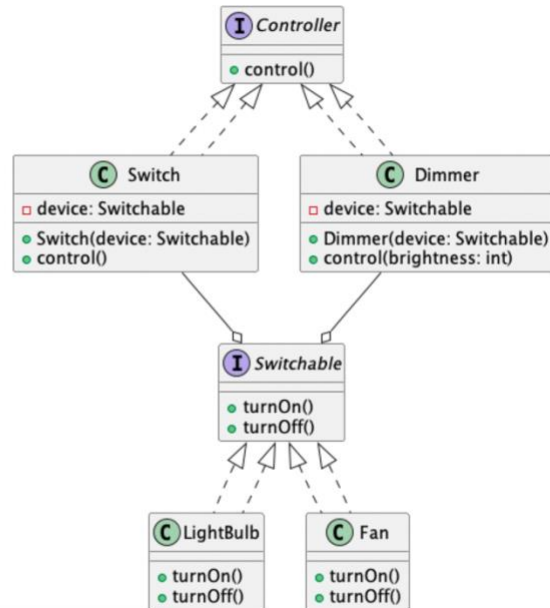 I Controller
control()
C Switch
device: Switchable
Switch(device: Switchable)
control()
C Dimmer
device: Switchable
Dimmer(device: Switchable)
control(brightness: int)
I Switchable
turnOn()
turnOff()
C LightBulb
turnOn()
turnOff()
C Fan
turnOn()
turnOff()